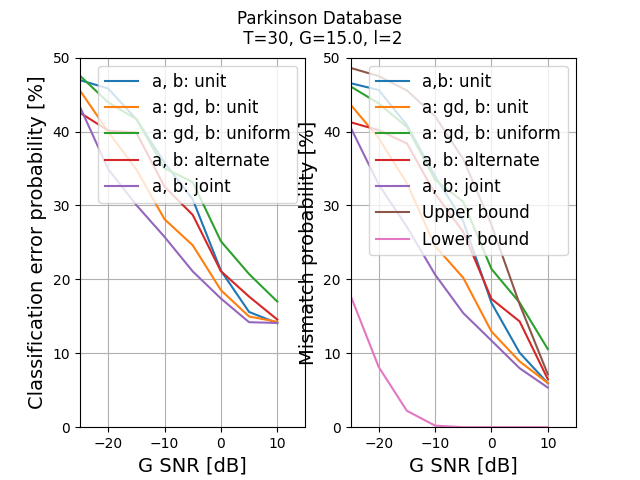 Parkinson Database
T=30, G=15.0, l=2
Classification error probability [%]
50
40
30
20
10
0
a, b: unit
a: gd, b: unit
a: gd, b: uniform
a, b: alternate
a, b: joint
−20
−10
0
10
G SNR [dB]
Mismatch probability [%]
50
40
30
20
10
0
a,b: unit
a: gd, b: unit
a: gd, b: uniform
a, b: alternate
a, b: joint
Upper bound
Lower bound
−20
−10
0
10
G SNR [dB]